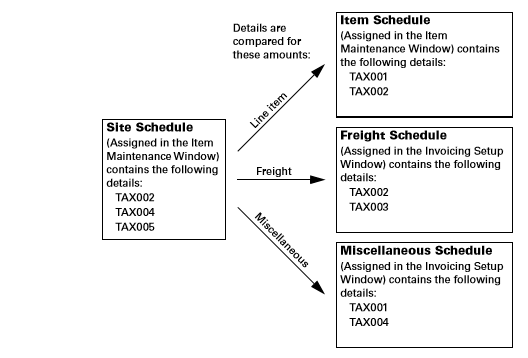 Details are
compared for
these amounts:
Item Schedule
(Assigned in the Item
Maintenance Window) contains
the following details:
TAX001
TAX002
Line item
Site Schedule
(Assigned in the Item
Maintenance Window)
contains the following
details:
TAX002
TAX004
TAX005
Freight
Freight Schedule
(Assigned in the Invoicing Setup
Window) contains the following
details:
TAX002
TAX003
Miscellaneous
Miscellaneous Schedule
(Assigned in the Invoicing Setup
Window) contains the following
details:
TAX001
TAX004